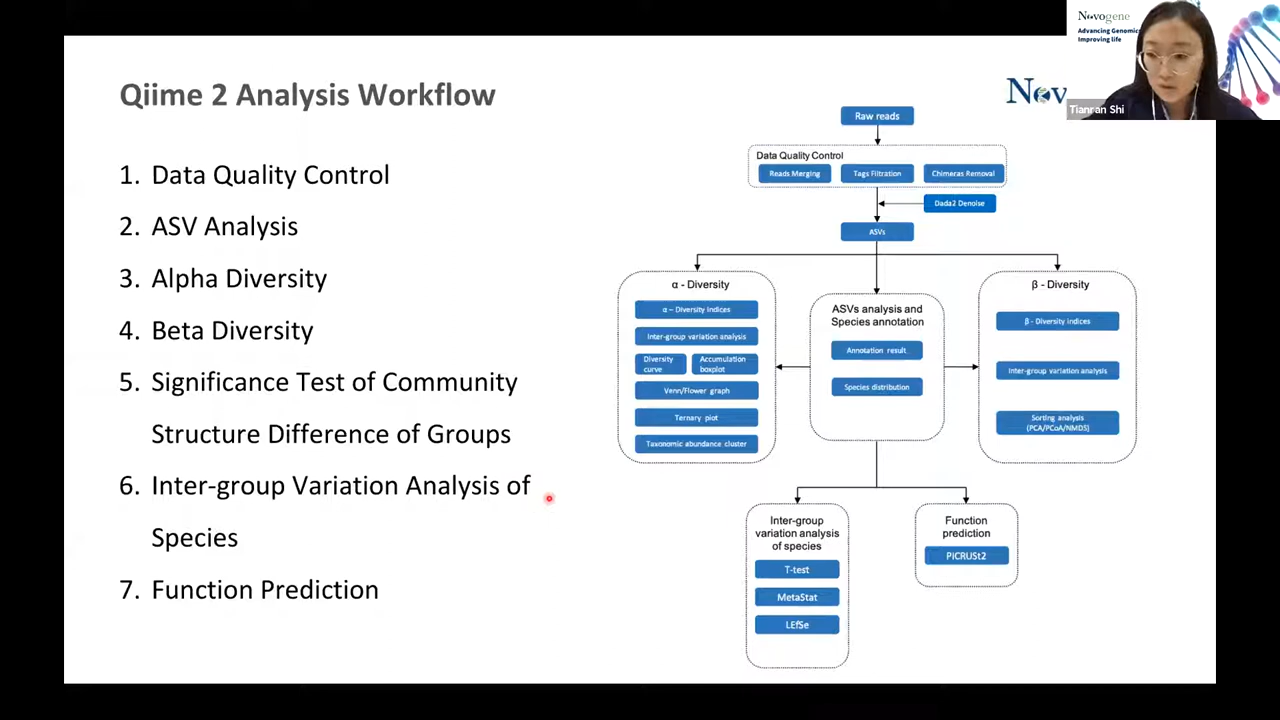 Novogene
Advancing Genomics
Improving life
Tianran Shi
Qiime 2 Analysis Workflow
1. Data Quality Control
2. ASV Analysis
3. Alpha Diversity
4. Beta Diversity
5. Significance Test of Community
Structure Difference of Groups
6. Inter-group Variation Analysis of
Species
7. Function Prediction
Nov
Raw reads
Data Quality Control
Reads Merging
Tags Filtration
Chimeras Removal
Dada2 Denoise
ASVs
α - Diversity
α – Diversity Indices
Inter-group variation analysis
Diversity
curve
Accumulation
boxplot
Venn/Flower graph
Ternary plot
Taxonomic abundance cluster
ASVs analysis and
Species annotation
Annotation result
Species distribution
β - Diversity
β - Diversity indices
Inter-group variation analysis
Sorting analysis
(PCA/PCoA/NMDS)
Inter-group
variation analysis
of species
T-test
MetaStat
LEfSe
Function
prediction
PICRUSt2